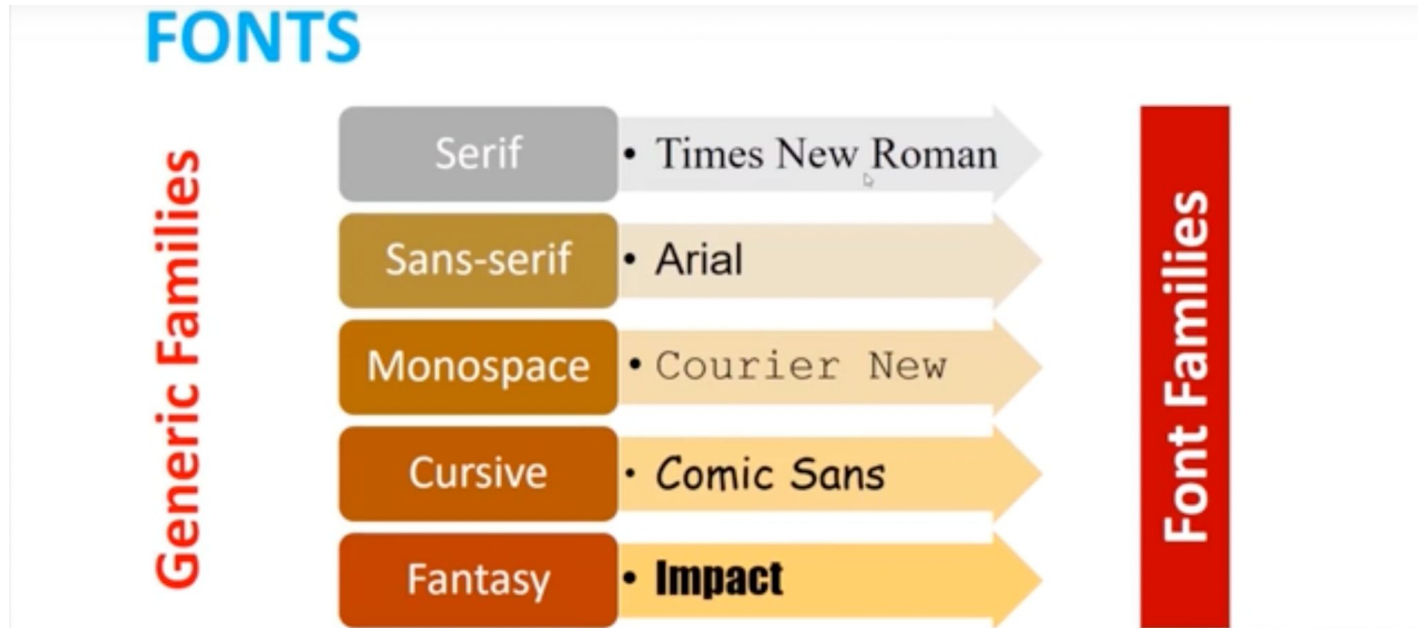 FONTS
Generic Families
Serif
• Times New Roman
Sans-serif
• Arial
Monospace
• Courier New
Cursive
• Comic Sans
Fantasy
• Impact
Font Families